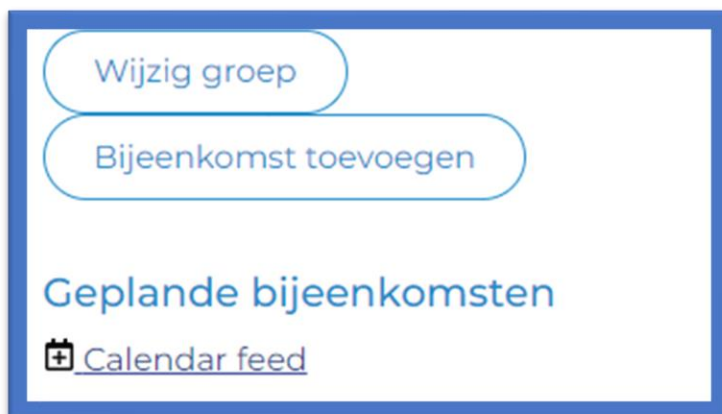 Wijzig groep
Bijeenkomst toevoegen
Geplande bijeenkomsten
Calendar feed